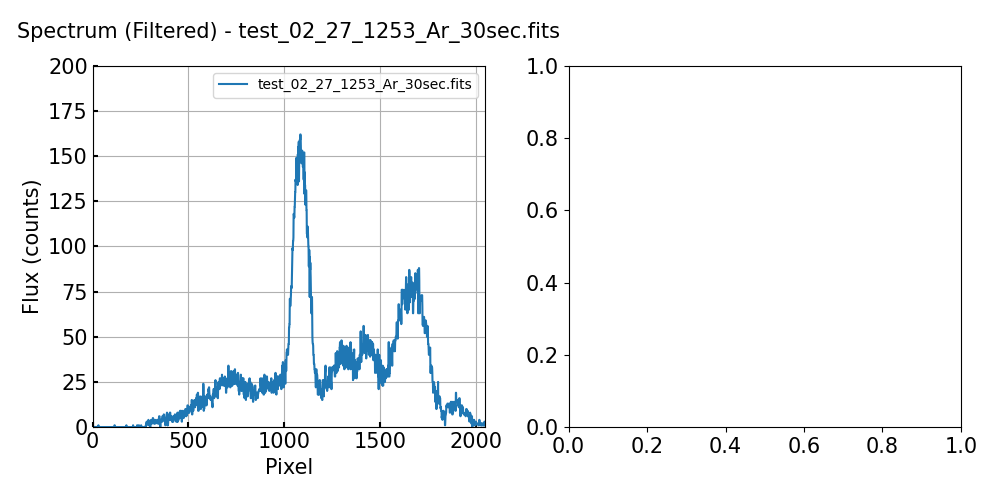 Spectrum (Filtered) - test_02_27_1253_Ar_30sec.fits
test_02_27_1253_Ar_30sec.fits
Flux (counts)
200
175
150
125
100
75
50
25
0
0 500 1000 1500 2000
Pixel
1.0
0.8
0.6
0.4
0.2
0.0
0.0 0.2 0.4 0.6 0.8 1.0